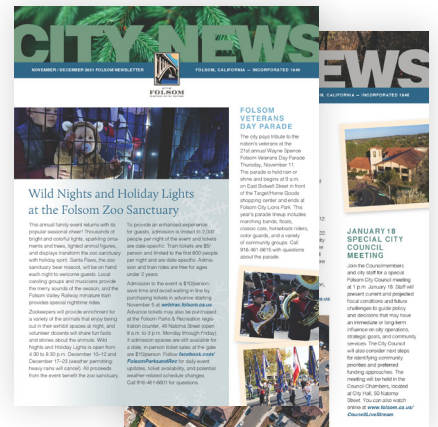 CITY NEWS
NOVEMBER / DECEMBER 2021 FOLSOM NEWSLETTER
FOLSOM, CALIFORNIA — INCORPORATED 1946
CITY OF
FOLSOM
DISTINCTIVE BY NATURE
Wild Nights and Holiday Lights
at the Folsom Zoo Sanctuary
This annual family event returns with its
popular seasonal cheer! Thousands of
bright and colorful lights, sparkling orna-
ments and trees, lighted animal figures,
and displays transform the zoo sanctuary
with holiday spirit. Santa Paws, the zoo
sanctuary bear mascot, will be on hand
each night to welcome guests. Local
caroling groups and musicians provide
the merry sounds of the season, and the
Folsom Valley Railway miniature train
provides special nighttime rides.
Zookeepers will provide enrichment for
a variety of animals that enjoy being
out in their exhibit spaces at night, and
volunteer docents will share fun facts
and stories about the animals. Wild
Nights and Holiday Lights is open from
4:30 to 8:30 p.m. December 10–12 and
December 17–23 (weather permitting,
heavy rains will cancel). All proceeds
from the event benefit the zoo sanctuary.
To provide an enhanced experience
for guests, admission is limited to 2,000
people per night of the event and tickets
are date-specific. Train tickets are $5/
person and limited to the first 600 people
per night and are date-specific. Admis-
sion and train rides are free for ages
under 2 years.
Admission to the event is $10/person
save time and avoid waiting in line by
purchasing tickets in advance starting
November 5 at webtrac.folsom.ca.us.
Advance tickets may also be purchased
at the Folsom Parks & Recreation regis-
tration counter, 49 Natoma Street (open
9 a.m. to 3 p.m. Monday through Friday).
If admission spaces are still available for
a date, in-person ticket sales at the gate
are $13/person. Follow facebook.com/
FolsomParksandRec for daily event
updates, ticket availability, and potential
weather-related schedule changes.
Call 916-461-6601 for questions.
FOLSOM
VETERANS
DAY PARADE
The city pays tribute to the
nation's veterans at the
21st annual Wayne Spence
Folsom Veterans Day Parade
Thursday, November 11.
The parade is held rain or
shine and begins at 9 a.m.
on East Bidwell Street in front
of the Target/Home Goods
shopping center and ends at
Folsom City Lions Park. This
year's parade lineup includes
marching bands, floats,
classic cars, horseback riders,
color guards, and a variety
of community groups. Call
916-461-6615 with questions
about the parade.
EWS
M, CALIFORNIA — INCORPORATED 1946
JANUARY 18
SPECIAL CITY
COUNCIL
MEETING
Join the Councilmembers
and city staff for a special
Folsom City Council meeting
at 1 p.m. January 18. Staff will
present current and projected
fiscal conditions and future
challenges to guide policy
and decisions that may have
an immediate or long-term
influence on city operations,
strategic goals, and community
services. The City Council
will also consider next steps
for identifying community
priorities and preferred
funding approaches. The
meeting will be held in the
Council Chambers, located
at City Hall, 50 Natoma
Street. You can also watch
online at www.folsom.ca.us/
CouncilLiveStream.